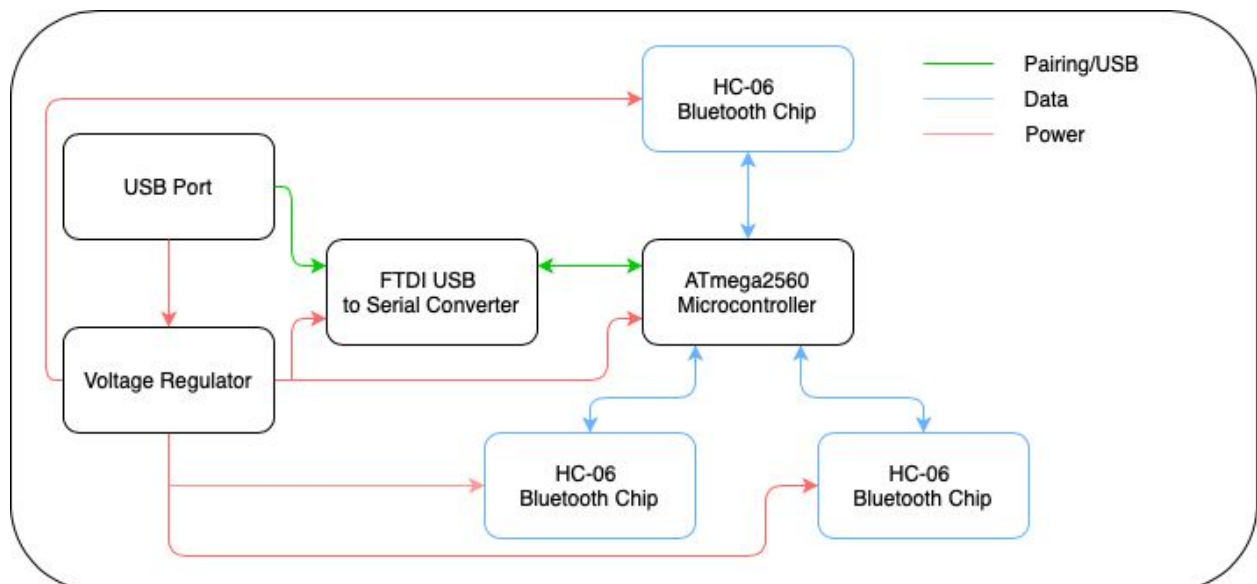 HC-06
Bluetooth Chip
Pairing/USB
Data
Power
USB Port
FTDI USB
to Serial Converter
ATmega2560
Microcontroller
Voltage Regulator
HC-06
Bluetooth Chip
HC-06
Bluetooth Chip